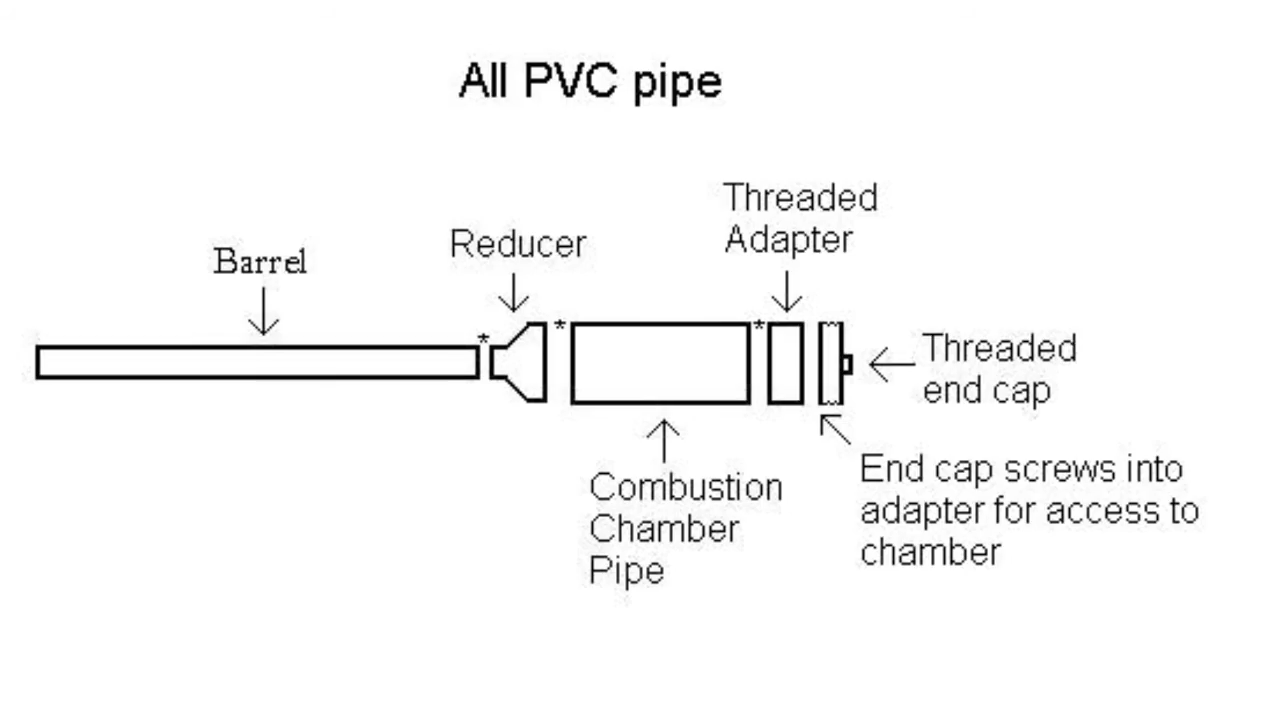 All PVC pipe
Threaded
Adapter
Reducer
Barrel
*
*
*
Threaded
end cap
End cap screws into
adapter for access to
chamber
Combustion
Chamber
Pipe